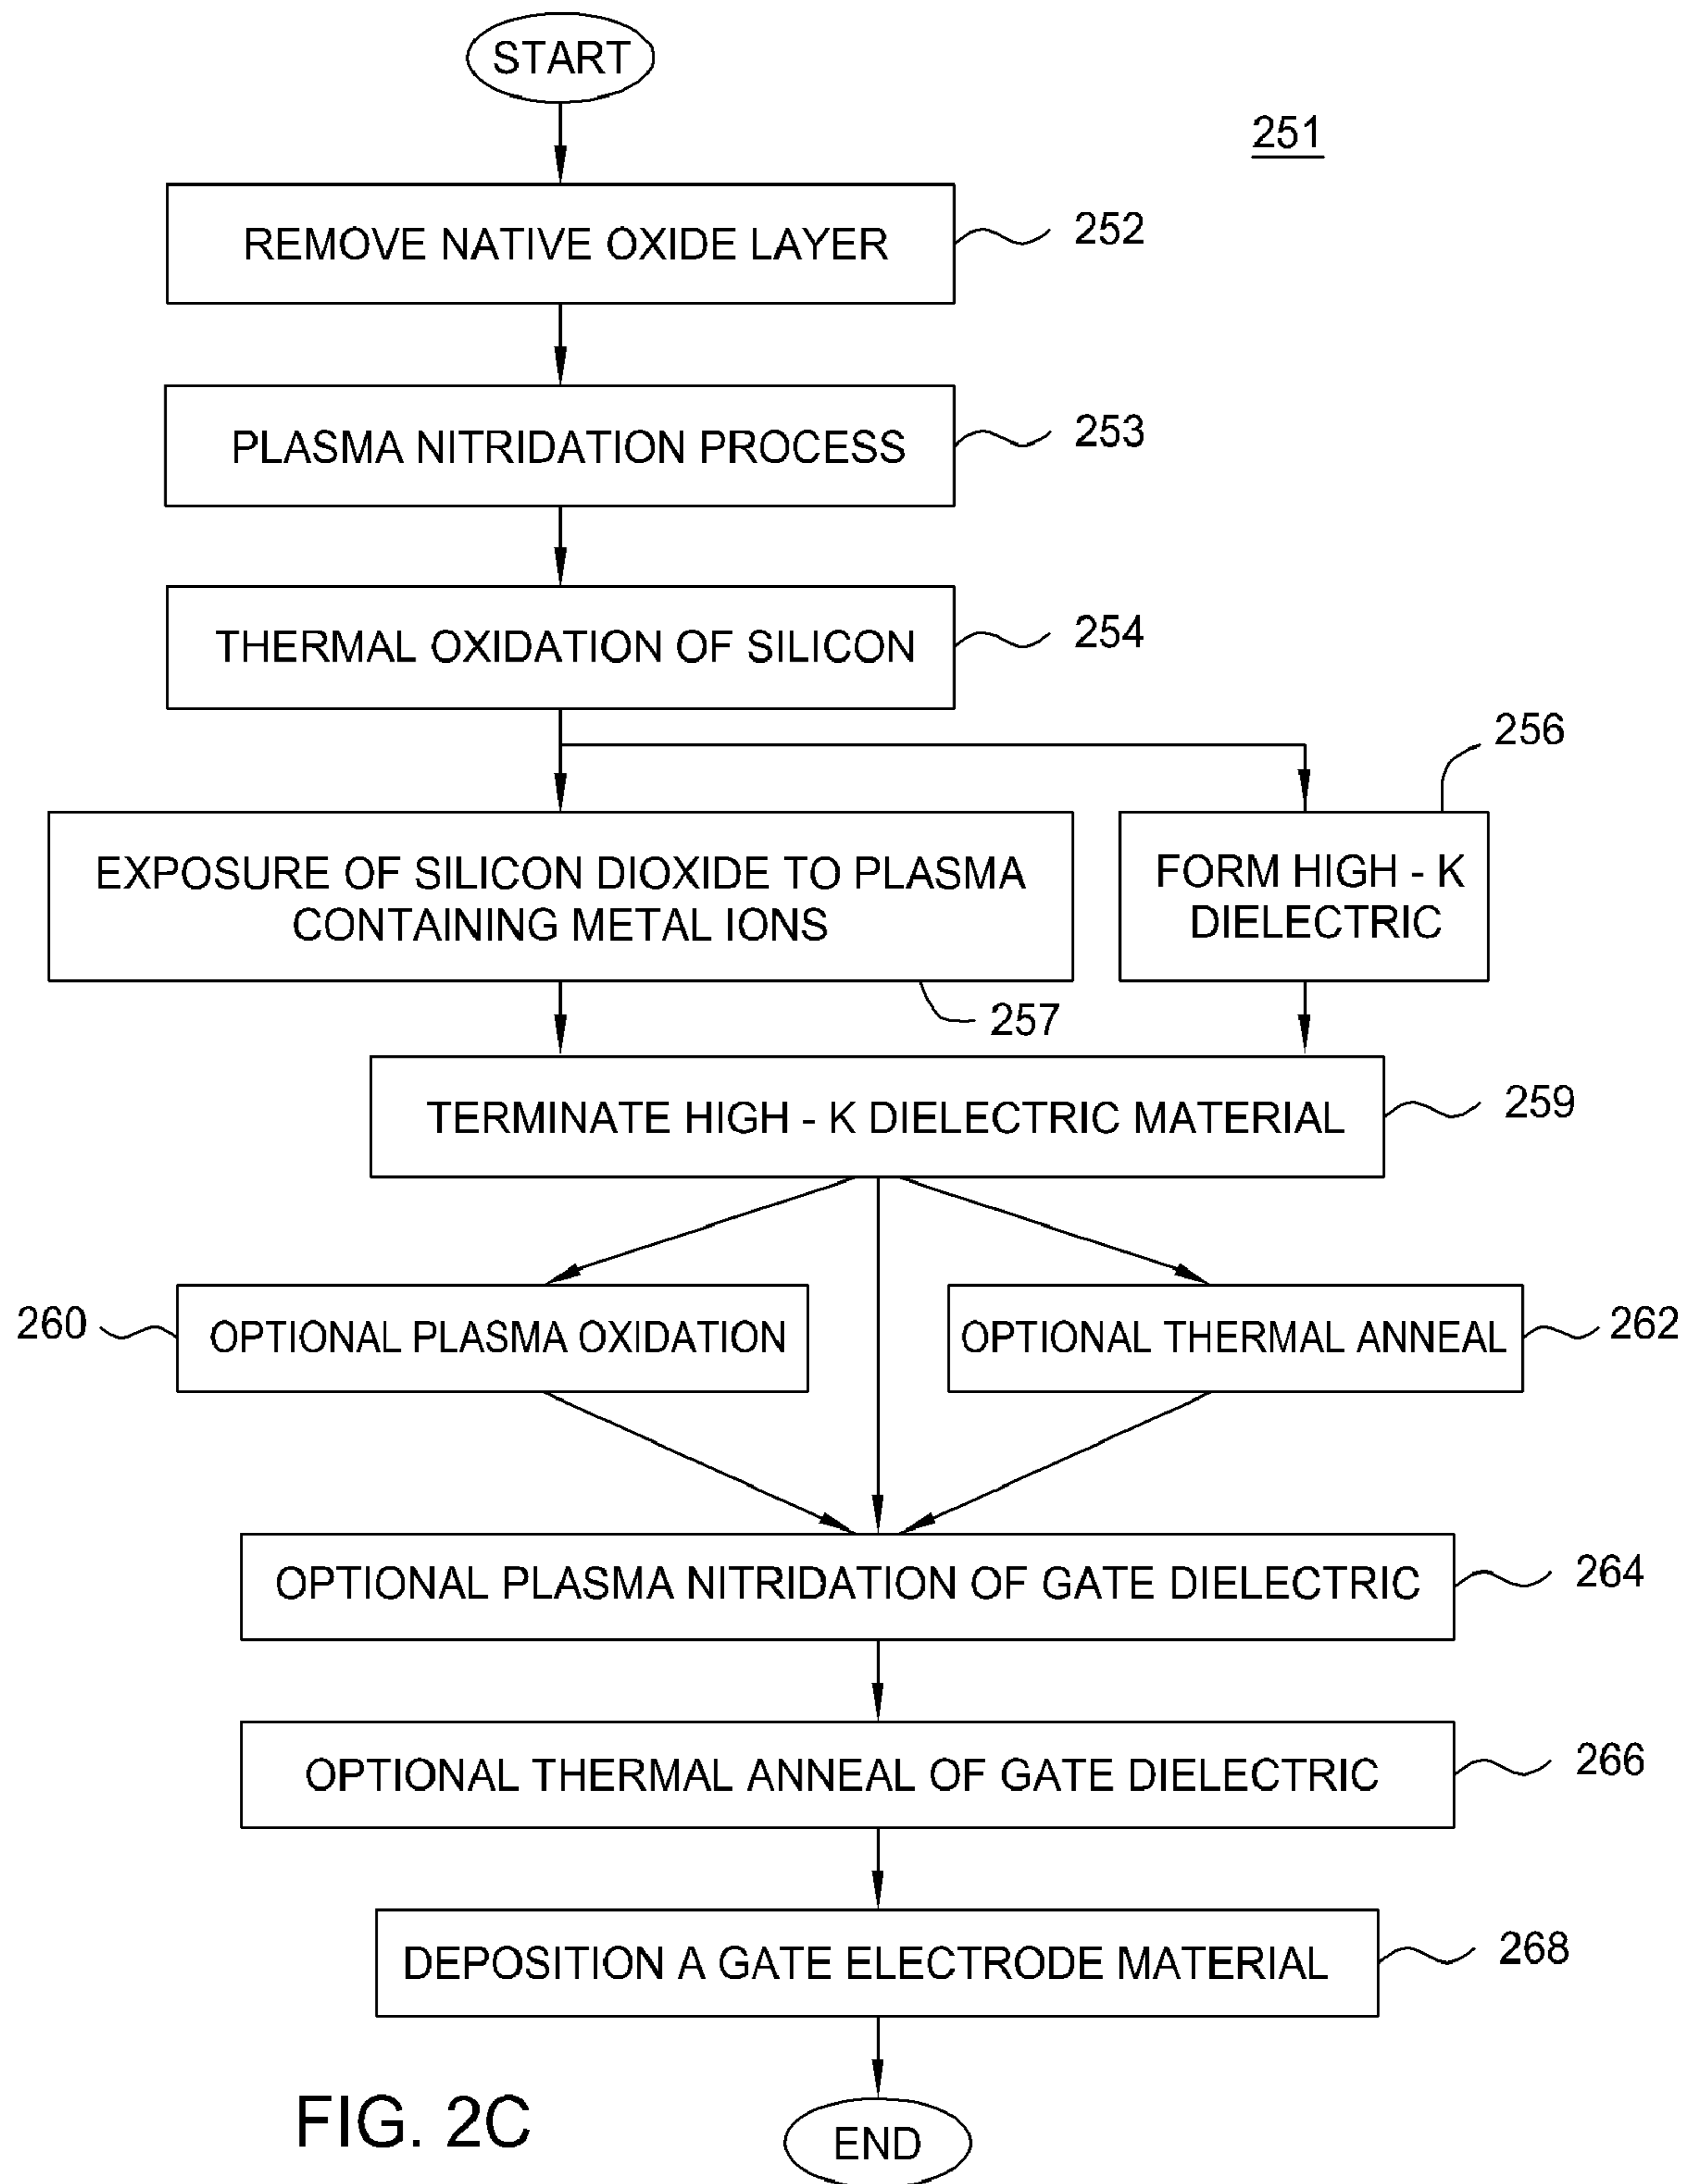 START
251
REMOVE NATIVE OXIDE LAYER
252
PLASMA NITRIDATION PROCESS
253
THERMAL OXIDATION OF SILICON
254
256
EXPOSURE OF SILICON DIOXIDE TO PLASMA
CONTAINING METAL IONS
257
FORM HIGH - K
DIELECTRIC
TERMINATE HIGH - K DIELECTRIC MATERIAL
259
260
OPTIONAL PLASMA OXIDATION
OPTIONAL THERMAL ANNEAL
262
OPTIONAL PLASMA NITRIDATION OF GATE DIELECTRIC
264
OPTIONAL THERMAL ANNEAL OF GATE DIELECTRIC
266
DEPOSITION A GATE ELECTRODE MATERIAL
268
FIG. 2C
END